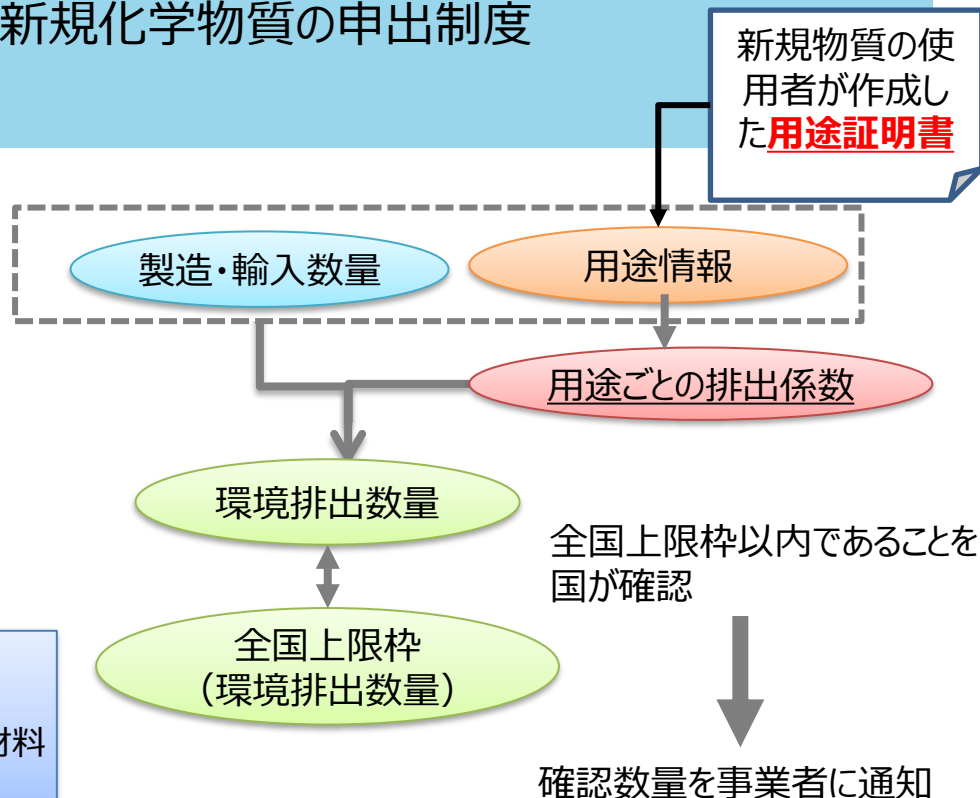 新規化学物質の申出制度
新規物質の使
用者が作成し
た用途証明書
製造・輸入数量
用途情報
用途ごとの排出係数
環境排出数量
全国上限枠以内であることを
国が確認
全国上限枠
（環境排出数量）
材料
確認数量を事業者に通知